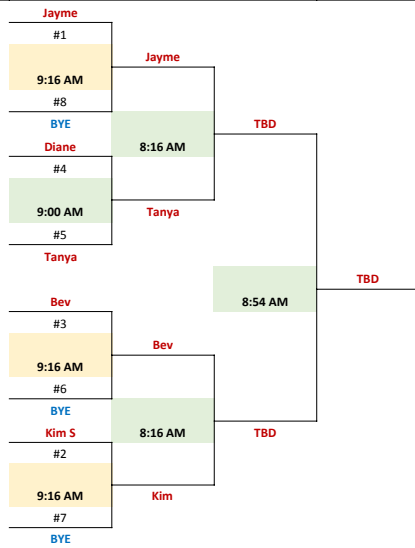 Jayme
#1
Jayme
9:16 AM
#8
BYE
TBD
Diane
8:16 AM
#4
9:00 AM
Tanya
#5
Tanya
TBD
8:54 AM
Bev
#3
Bev
9:16 AM
#6
BYE
Kim S
8:16 AM
TBD
#2
9:16 AM
Kim
#7
BYE